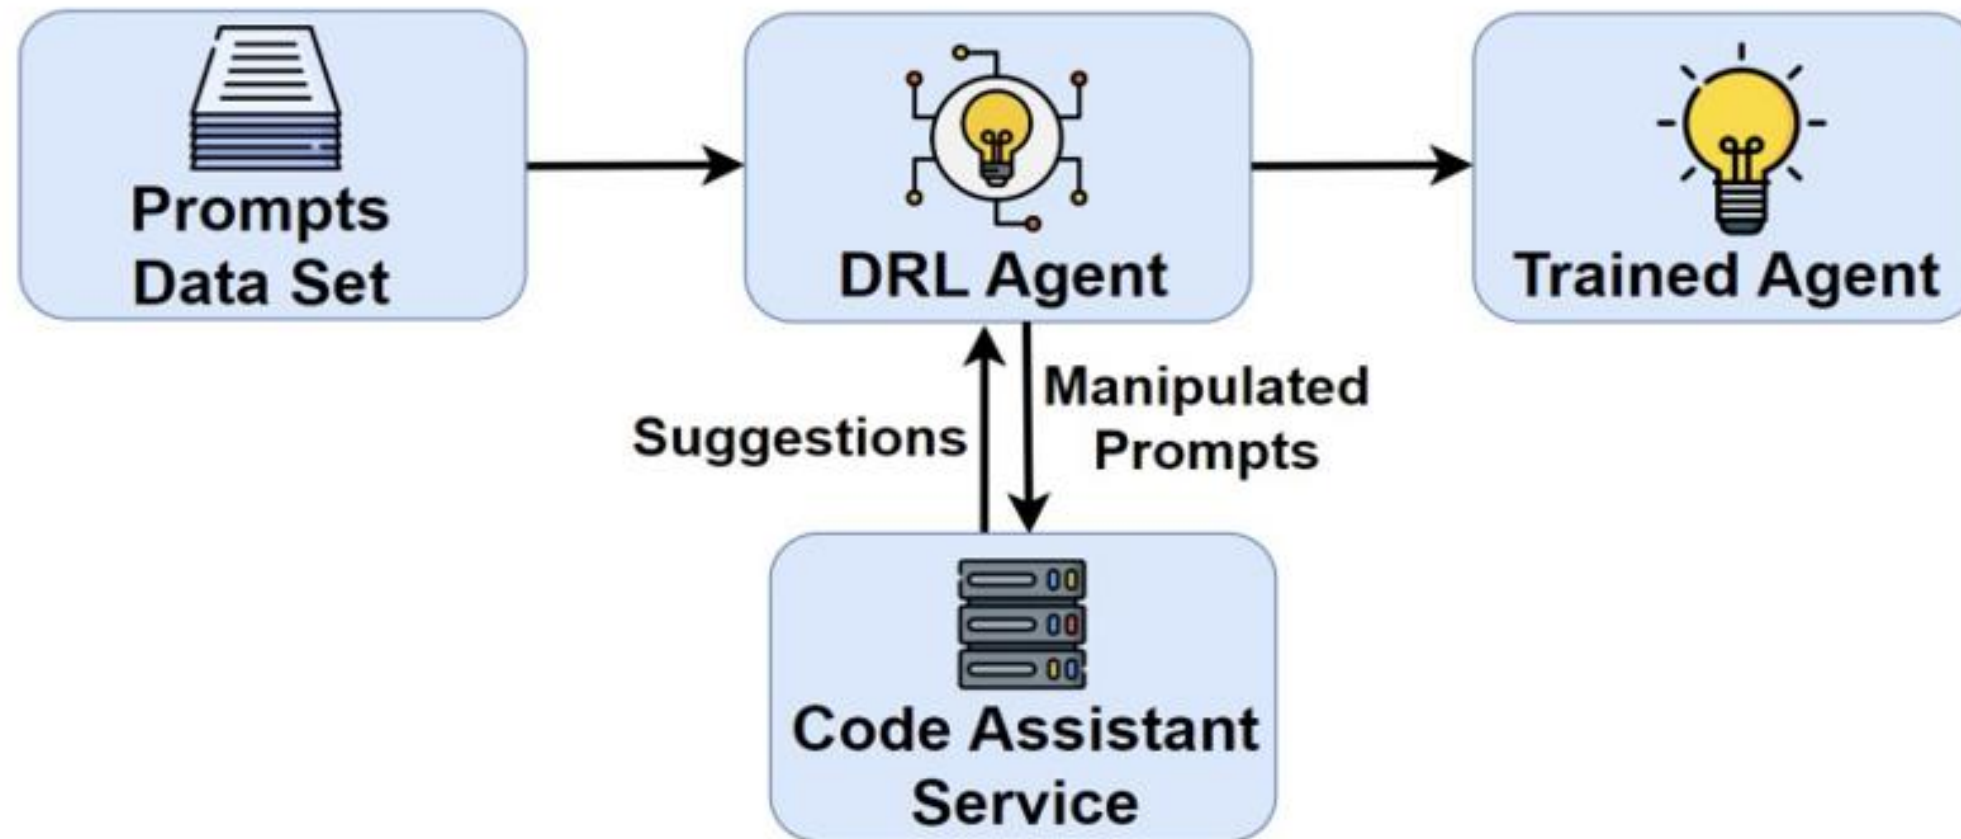 Prompts
Data Set
DRL Agent
Trained Agent
Suggestions
Manipulated
Prompts
Code Assistant
Service